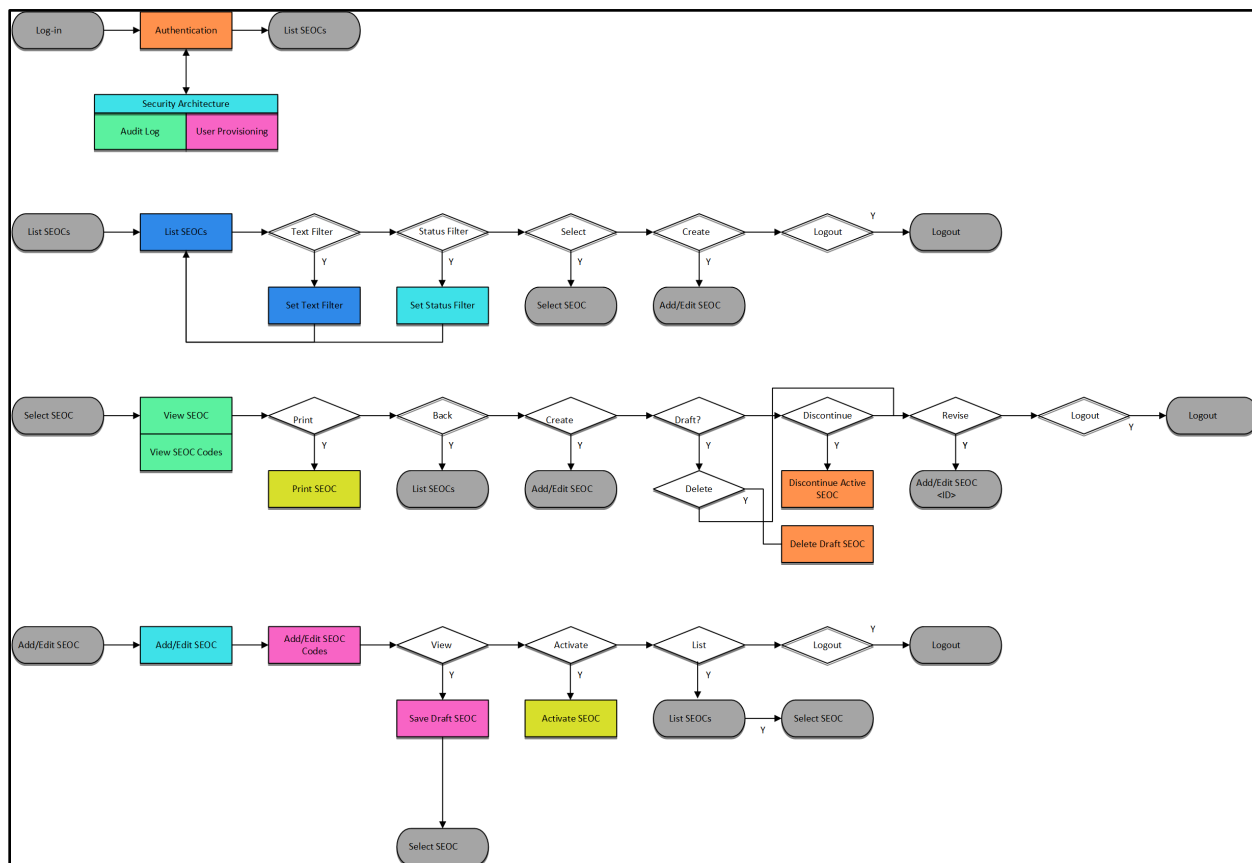 Log-in
Authentication
List SEOCs
Security Architecture
Audit Log
User Provisioning
List SEOCs
List SEOCs
Text Filter
Status Filter
Select
Create
Logout
Y
Logout
Y
Y
Y
Y
Set Text Filter
Set Status Filter
Select SEOC
Add/Edit SEOC
Select SEOC
View SEOC
View SEOC Codes
Print
Back
Create
Draft?
Discontinue
Revise
Logout
Y
Logout
Y
Y
Y
Y
Y
Y
Print SEOC
List SEOCs
Add/Edit SEOC
Delete
Y
Discontinue Active
SEOC
Add/Edit SEOC
<ID>
Delete Draft SEOC
Add/Edit SEOC
Add/Edit SEOC
Add/Edit SEOC
Codes
View
Activate
List
Logout
Y
Logout
Y
Y
Y
Save Draft SEOC
Activate SEOC
List SEOCs
Y
Select SEOC
Select SEOC